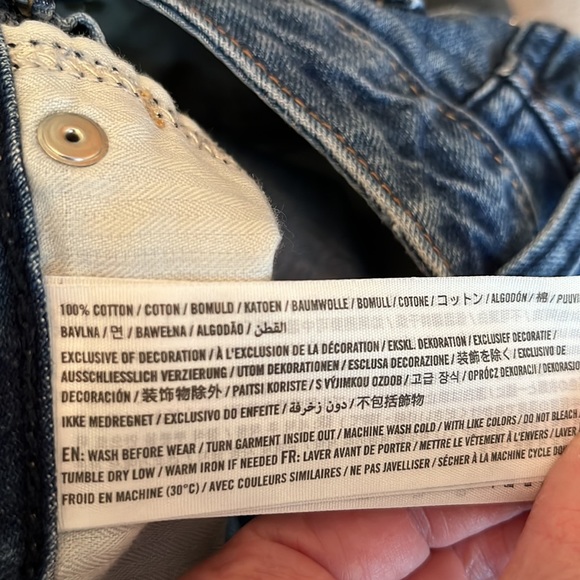 100% COTTON / COTON / BOMULD / KATOEN / BAUMWOLLE / BOMULL / COTONE / コットン / ALGODÓN / 棉 / PUUVI
BAVLNA / 면 / BAWEŁNA / ALGODÃO / القطن
EXCLUSIVE OF DECORATION / À L'EXCLUSION DE LA DÉCORATION / EKSKL. DEKORATION / EXCLUSIEF DECORATIE /
AUSSCHLIESSLICH VERZIERUNG / UTOM DEKORATIONEN / ESCLUSA DECORAZIONE / 装飾を除く / EXCLUSIVO DE
DECORACIÓN / 装饰物除外 / PAITSI KORISTE / S VÝJIMKOU OZDOB / 고급 장식 / OPRÓCZ DEKORACJI / DEKORASY
IKKE MEDREGNET / EXCLUSIVO DO ENFEITE / دون زخرفة / 不包括飾物
EN: WASH BEFORE WEAR / TURN GARMENT INSIDE OUT / MACHINE WASH COLD / WITH LIKE COLORS / DO NOT BLEACH /
TUMBLE DRY LOW / WARM IRON IF NEEDED FR: LAVER AVANT DE PORTER / METTRE LE VÊTEMENT À L'ENVERS / LAVER
FROID EN MACHINE (30°C) / AVEC COULEURS SIMILAIRES / NE PAS JAVELLISER / SÉCHER À LA MACHINE CYCLE DOU